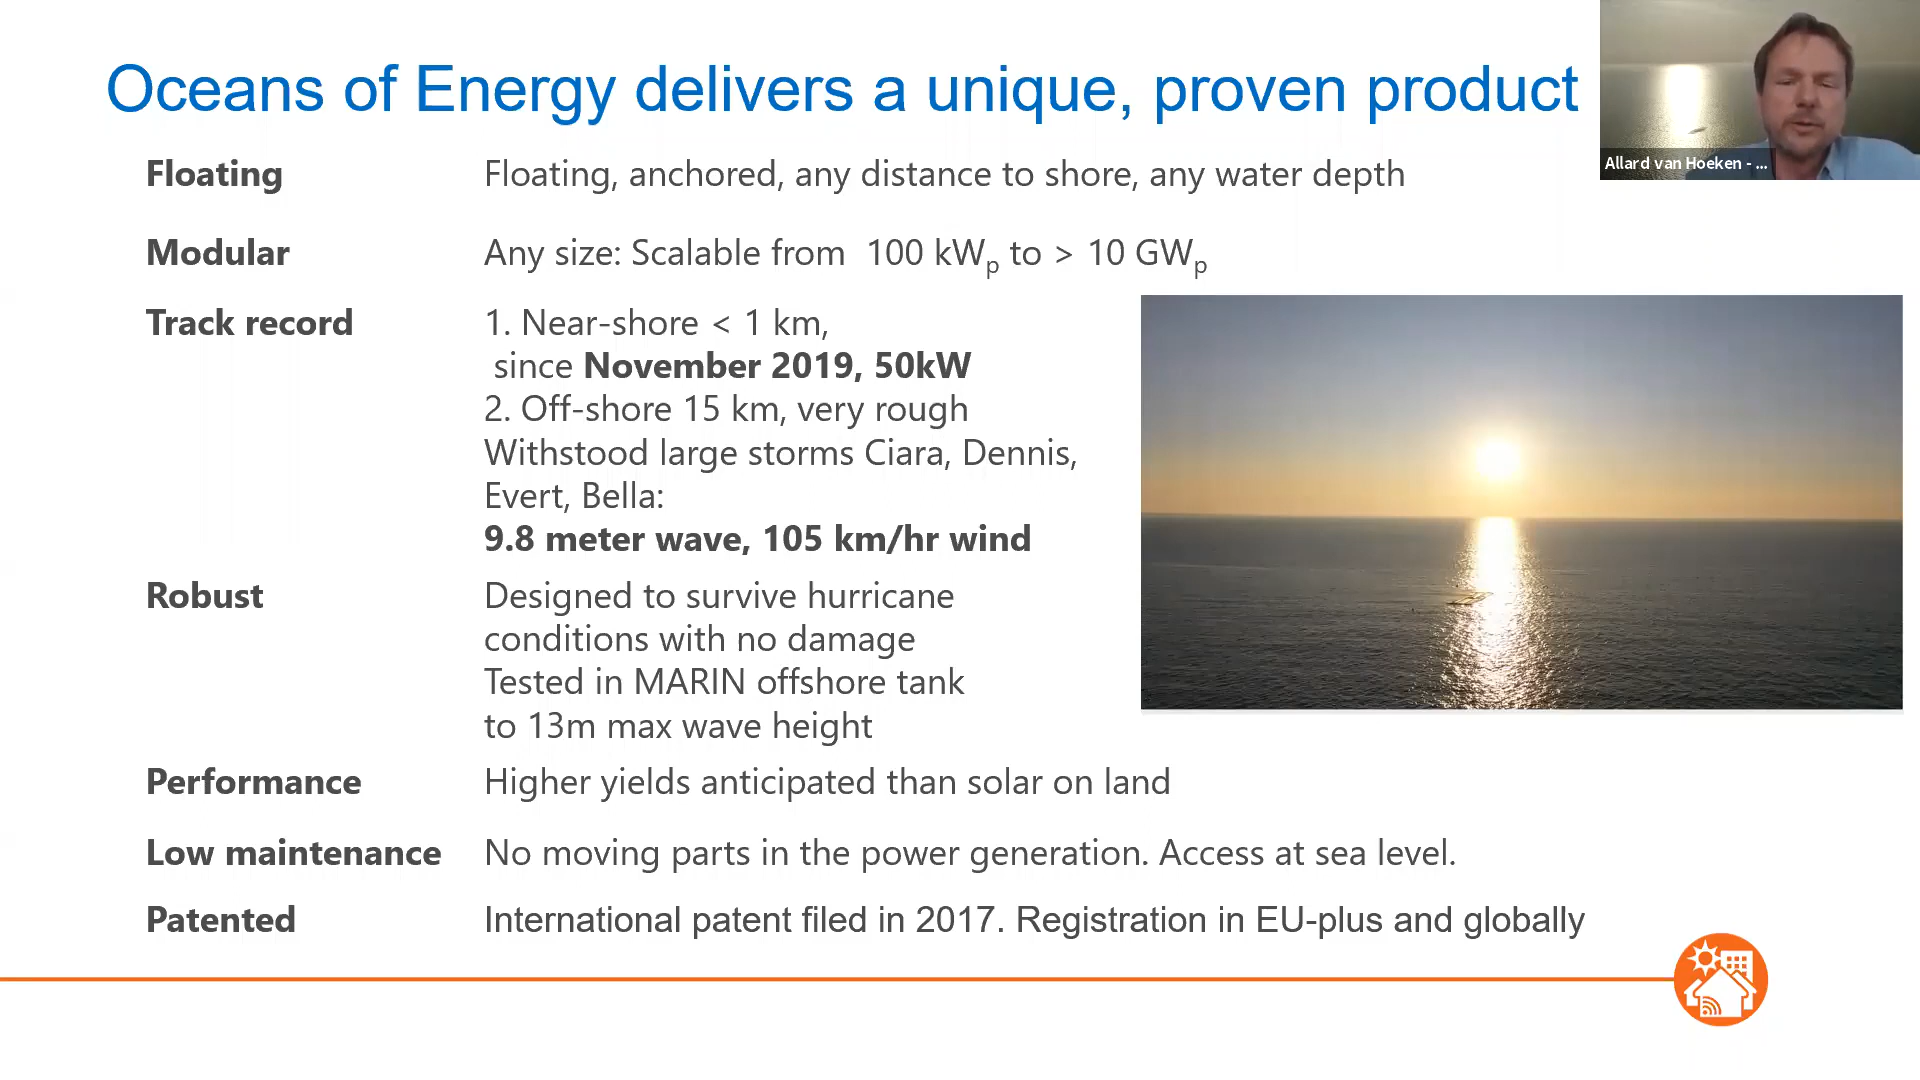 Oceans of Energy delivers a unique, proven product
Allard van Hoeken - ...
Floating Floating, anchored, any distance to shore, any water depth
Modular Any size: Scalable from 100 kWp to > 10 GWp
Track record 1. Near-shore < 1 km,
since November 2019, 50kW
2. Off-shore 15 km, very rough
Withstood large storms Ciara, Dennis,
Evert, Bella:
9.8 meter wave, 105 km/hr wind
Robust Designed to survive hurricane
conditions with no damage
Tested in MARIN offshore tank
to 13m max wave height
Performance Higher yields anticipated than solar on land
Low maintenance No moving parts in the power generation. Access at sea level.
Patented International patent filed in 2017. Registration in EU-plus and globally